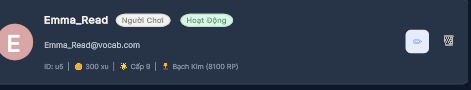 E
Emma_Read Người Chơi Hoạt Động
Emma_Read@vocab.com
ID: u5 | 300 xu | Cấp 9 | Bạch Kim (8100 RP)